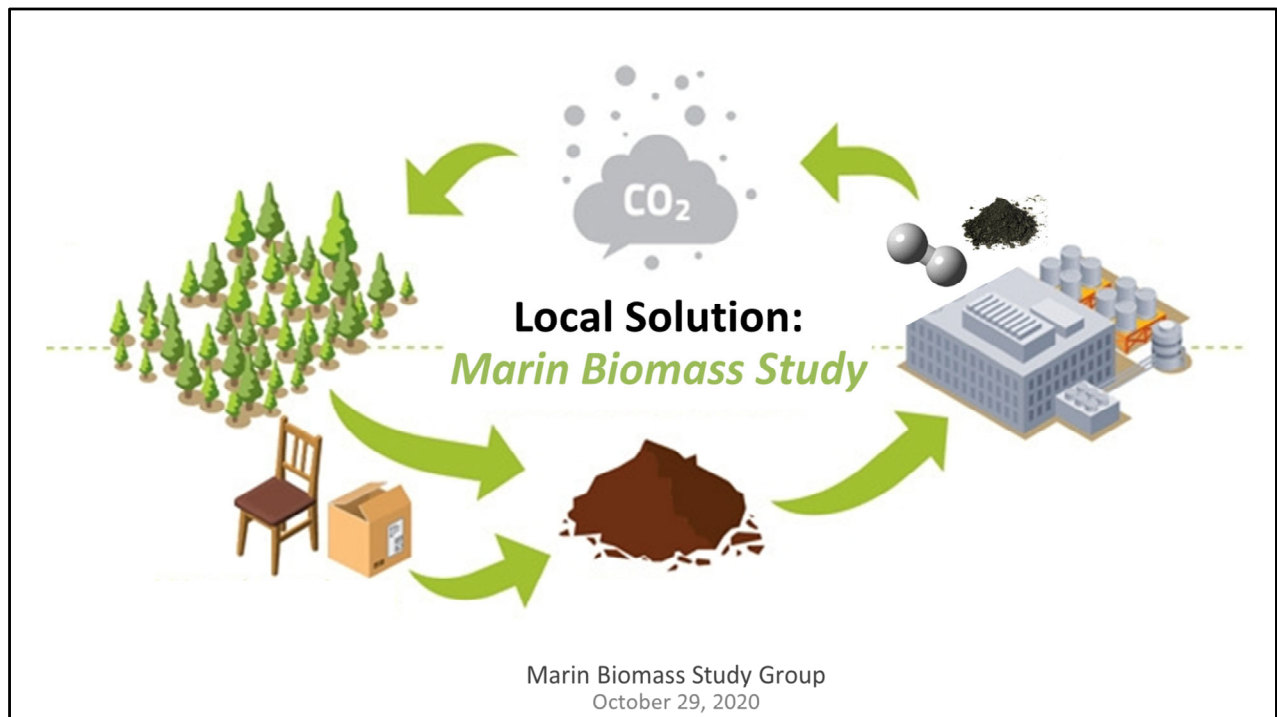 CO₂
Local Solution:
Marin Biomass Study
Marin Biomass Study Group
October 29, 2020